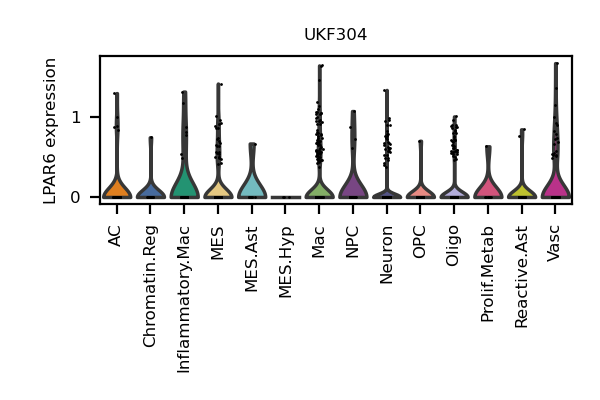 UKF304
LPAR6 expression
1
0
AC
Chromatin.Reg
Inflammatory.Mac
MES
MES.Ast
MES.Hyp
Mac
NPC
Neuron
OPC
Oligo
Prolif.Metab
Reactive.Ast
Vasc